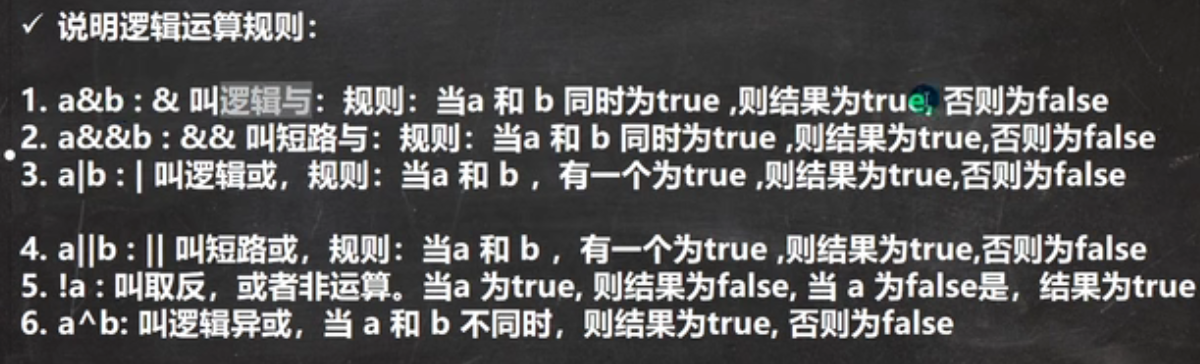 ✓ 说明逻辑运算规则：
1. a&b : & 叫逻辑与：规则：当a 和 b 同时为true ,则结果为true, 否则为false
2. a&&b : && 叫短路与：规则：当a 和 b 同时为true ,则结果为true,否则为false
3. a|b : | 叫逻辑或，规则：当a 和 b ，有一个为true ,则结果为true,否则为false
4. a||b : || 叫短路或，规则：当a 和 b ，有一个为true ,则结果为true,否则为false
5. !a : 叫取反，或者非运算。当a 为true, 则结果为false, 当 a 为false是，结果为true
6. a^b: 叫逻辑异或，当 a 和 b 不同时，则结果为true, 否则为false